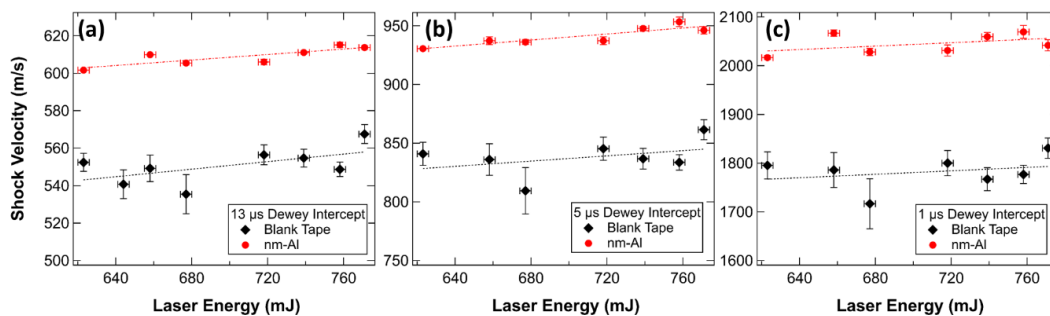 (a)
Shock Velocity (m/s)
620
600
580
560
540
520
500
640
680
720
760
Laser Energy (mJ)
13 µs Dewey Intercept
Blank Tape
nm-Al
(b)
950
900
850
800
750
640
680
720
760
Laser Energy (mJ)
5 µs Dewey Intercept
Blank Tape
nm-Al
(c)
2100
2000
1900
1800
1700
1600
640
680
720
760
Laser Energy (mJ)
1 µs Dewey Intercept
Blank Tape
nm-Al